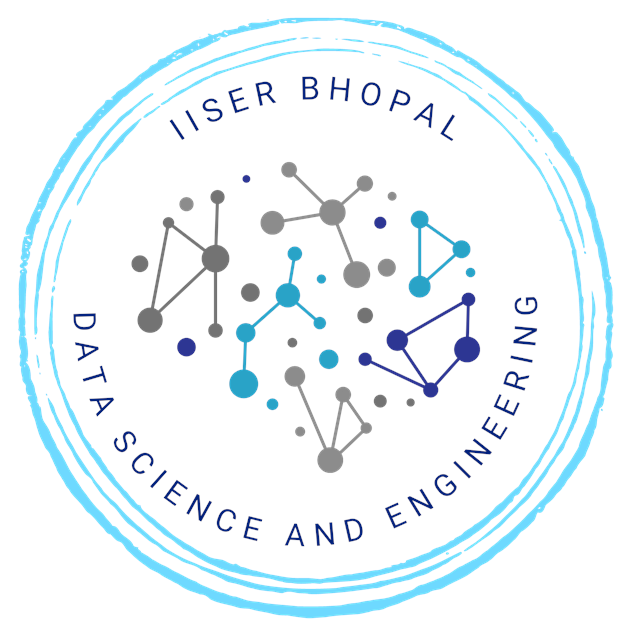 IISER BHOPAL
DATA SCIENCE AND ENGINEERING